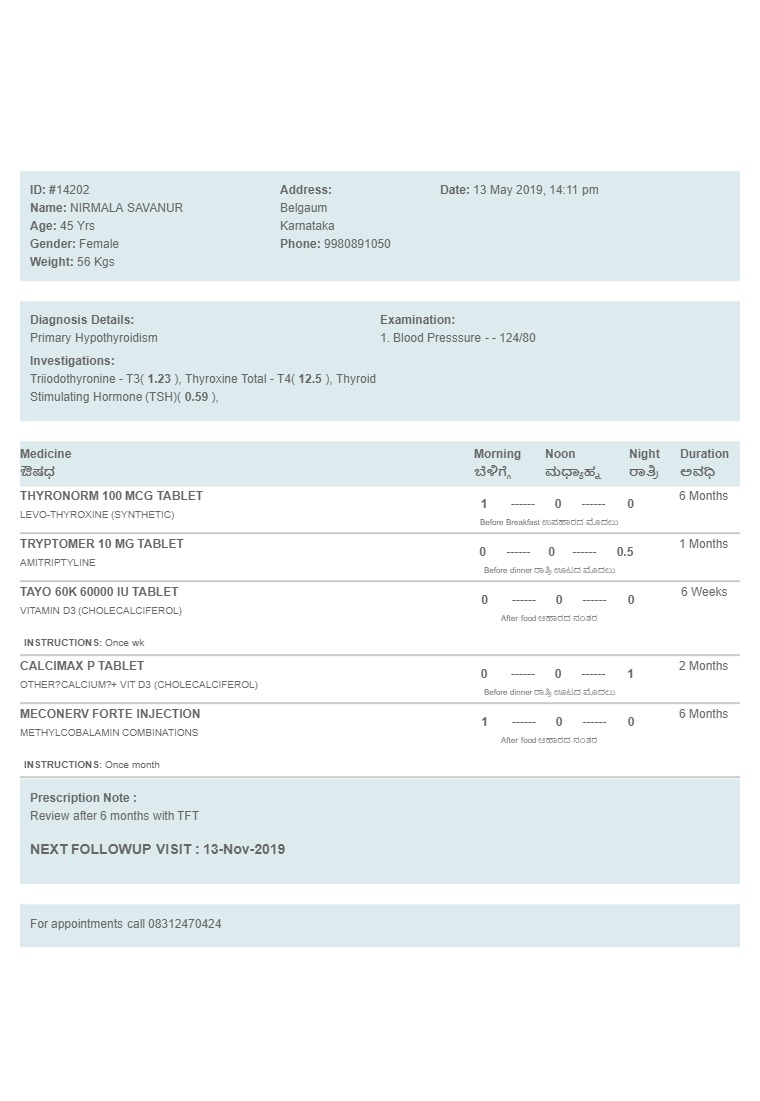 ID: #14202
Name: NIRMALA SAVANUR
Age: 45 Yrs
Gender: Female
Weight: 56 Kgs
Address:
Belgaum
Karnataka
Phone: 9980891050
Date: 13 May 2019, 14:11 pm
Diagnosis Details:
Primary Hypothyroidism
Examination:
1. Blood Presssure - - 124/80
Investigations:
Triiodothyronine - T3( 1.23 ), Thyroxine Total - T4( 12.5 ), Thyroid
Stimulating Hormone (TSH)( 0.59 ),
Medicine Morning Noon Night Duration
ಔಷಧ ಬೆಳಿಗ್ಗೆ ಮಧ್ಯಾಹ್ನ ರಾತ್ರಿ ಅವಧಿ
THYRONORM 100 MCG TABLET 6 Months
1 ------ 0 ------ 0
LEVO-THYROXINE (SYNTHETIC)
Before Breakfast ಉಪಹಾರದ ಮೊದಲು
TRYPTOMER 10 MG TABLET 1 Months
0 ------ 0 ------ 0.5
AMITRIPTYLINE
Before dinner ರಾತ್ರಿ ಊಟದ ಮೊದಲು
TAYO 60K 60000 IU TABLET 6 Weeks
0 ------ 0 ------ 0
VITAMIN D3 (CHOLECALCIFEROL)
After food ಆಹಾರದ ನಂತರ
INSTRUCTIONS: Once wk
CALCIMAX P TABLET 2 Months
0 ------ 0 ------ 1
OTHER?CALCIUM?+ VIT D3 (CHOLECALCIFEROL)
Before dinner ರಾತ್ರಿ ಊಟದ ಮೊದಲು
MECONERV FORTE INJECTION 6 Months
1 ------ 0 ------ 0
METHYLCOBALAMIN COMBINATIONS
After food ಆಹಾರದ ನಂತರ
INSTRUCTIONS: Once month
Prescription Note :
Review after 6 months with TFT
NEXT FOLLOWUP VISIT : 13-Nov-2019
For appointments call 08312470424